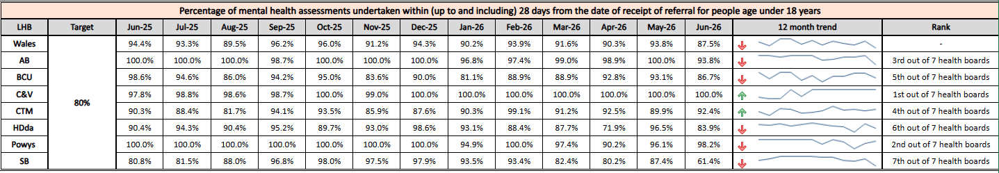 Percentage of mental health assessments undertaken within (up to and including) 28 days from the date of receipt of referral for people age under 18 years
LHB Target Jun-25 Jul-25 Aug-25 Sep-25 Oct-25 Nov-25 Dec-25 Jan-26 Feb-26 Mar-26 Apr-26 May-26 Jun-26 12 month trend Rank
Wales 94.4% 93.3% 89.5% 96.2% 96.0% 91.2% 94.3% 90.2% 93.9% 91.6% 90.3% 93.8% 87.5% -
AB 100.0% 100.0% 100.0% 98.7% 100.0% 100.0% 100.0% 96.8% 97.4% 99.0% 98.9% 100.0% 93.8% 3rd out of 7 health boards
BCU 98.6% 94.6% 86.0% 94.2% 95.0% 83.6% 90.0% 81.1% 88.9% 88.9% 92.8% 93.1% 86.7% 5th out of 7 health boards
C&V 97.8% 98.8% 98.6% 98.7% 100.0% 99.0% 100.0% 100.0% 100.0% 100.0% 100.0% 100.0% 100.0% 1st out of 7 health boards
80%
CTM 90.3% 88.4% 81.7% 94.1% 93.5% 85.9% 87.6% 90.3% 99.1% 91.2% 92.5% 89.9% 92.4% 4th out of 7 health boards
HDda 90.4% 94.3% 90.4% 95.2% 89.7% 93.0% 98.6% 93.1% 88.4% 87.7% 71.9% 96.5% 83.9% 6th out of 7 health boards
Powys 100.0% 100.0% 100.0% 100.0% 100.0% 100.0% 100.0% 94.9% 100.0% 97.4% 90.2% 96.1% 98.2% 2nd out of 7 health boards
SB 80.8% 81.5% 88.0% 96.8% 98.0% 97.5% 97.9% 93.5% 93.4% 82.4% 80.2% 87.4% 61.4% 7th out of 7 health boards